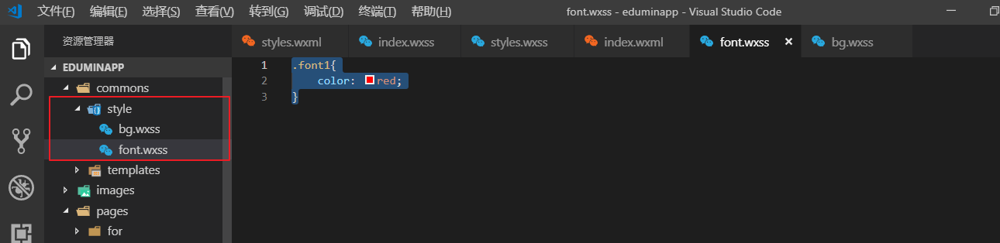 文件(F) 编辑(E) 选择(S) 查看(V) 转到(G) 调试(D) 终端(T) 帮助(H) font.wxss - eduminapp - Visual Studio Code
资源管理器
styles.wxml index.wxss styles.wxss index.wxml font.wxss bg.wxss
EDUMINAPP
commons
style
bg.wxss
font.wxss
templates
images
pages
for
1 .font1{
2 color: red;
3 }